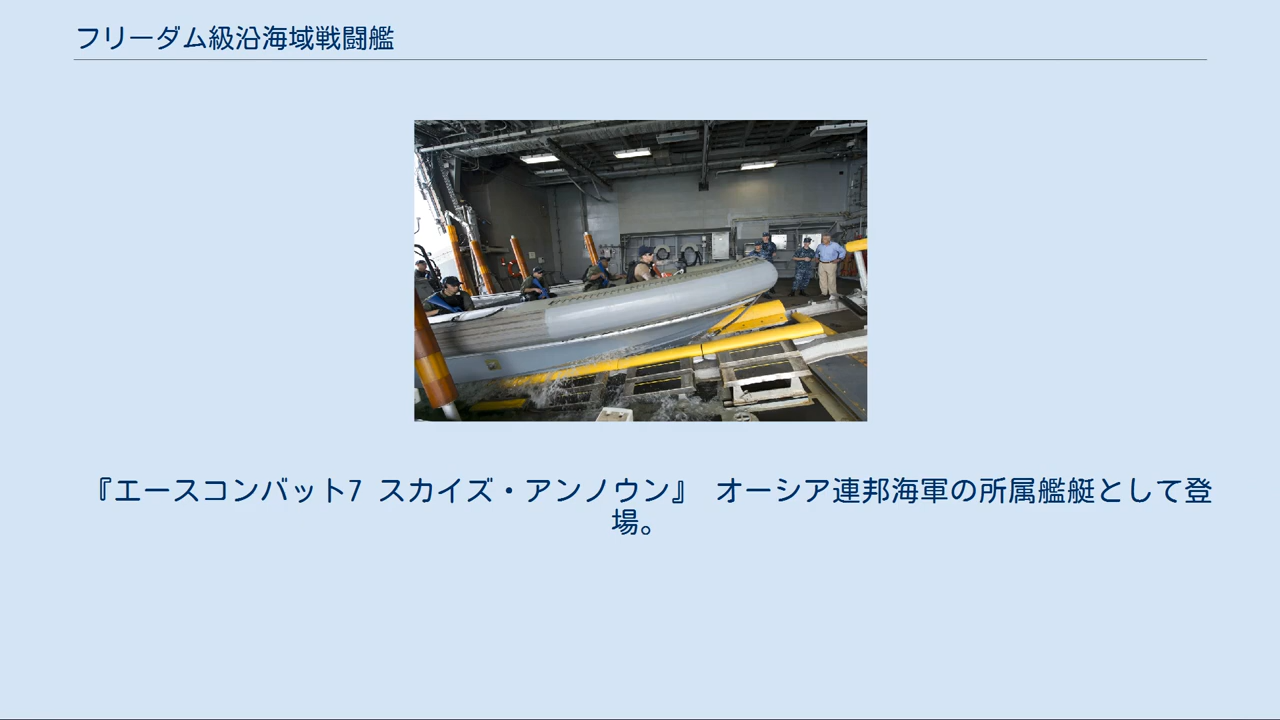 フリーダム級沿海域戦闘艦
『エースコンバット7 スカイズ・アンノウン』 オーシア連邦海軍の所属艦艇として登
場。